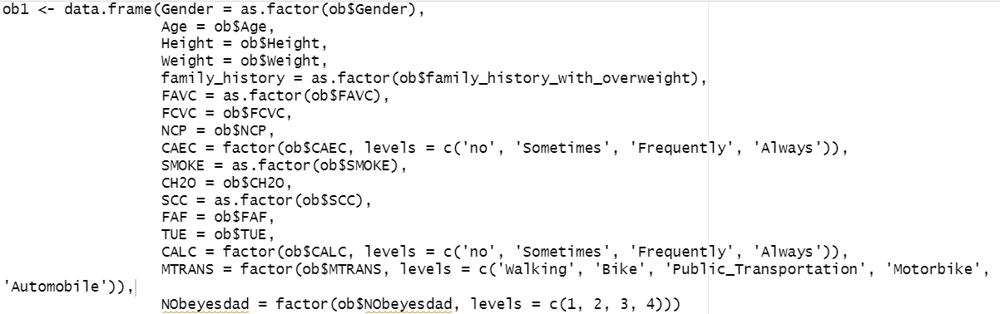 ob1 <- data.frame(Gender = as.factor(ob$Gender),
Age = ob$Age,
Height = ob$Height,
Weight = ob$Weight,
family_history = as.factor(ob$family_history_with_overweight),
FAVC = as.factor(ob$FAVC),
FCVC = ob$FCVC,
NCP = ob$NCP,
CAEC = factor(ob$CAEC, levels = c('no', 'Sometimes', 'Frequently', 'Always')),
SMOKE = as.factor(ob$SMOKE),
CH2O = ob$CH2O,
SCC = as.factor(ob$SCC),
FAF = ob$FAF,
TUE = ob$TUE,
CALC = factor(ob$CALC, levels = c('no', 'Sometimes', 'Frequently', 'Always')),
MTRANS = factor(ob$MTRANS, levels = c('Walking', 'Bike', 'Public_Transportation', 'Motorbike',
'Automobile')),
NObeyesdad = factor(ob$NObeyesdad, levels = c(1, 2, 3, 4)))